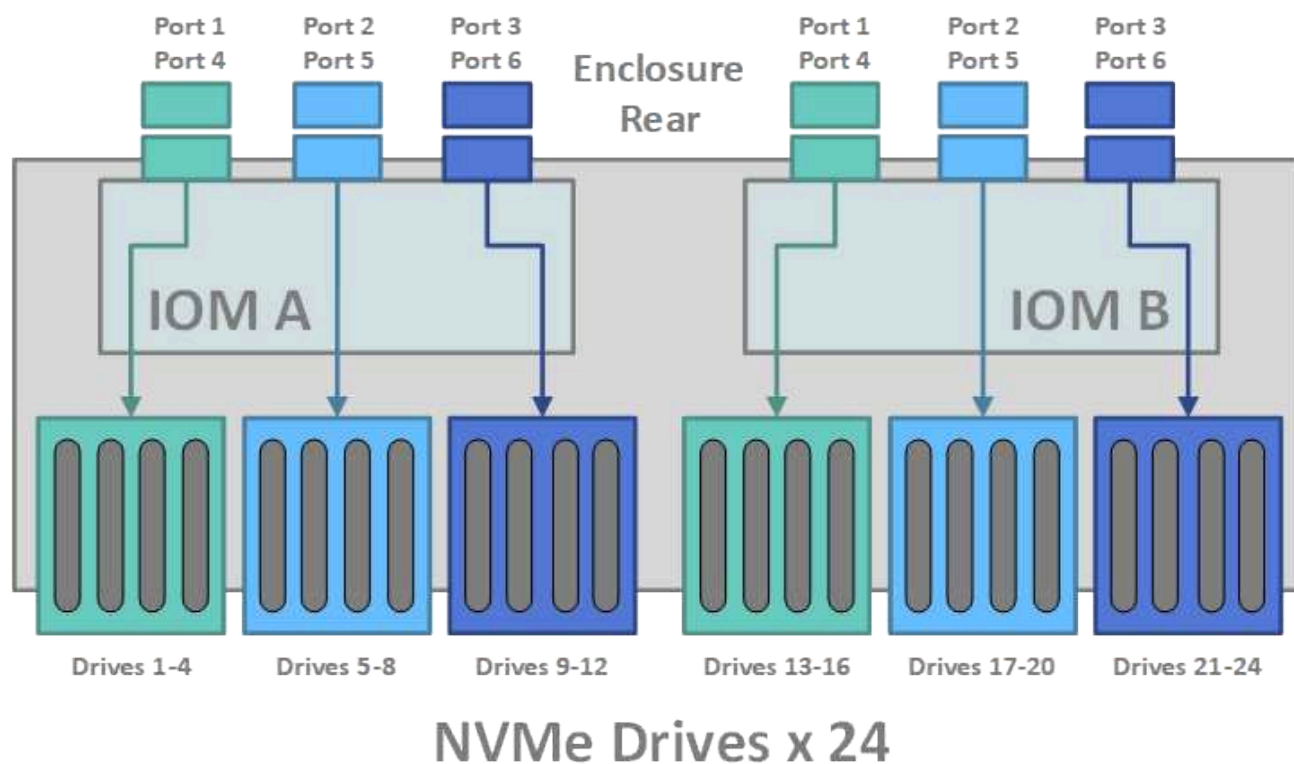 Port 1 Port 2 Port 3 Port 1 Port 2 Port 3
Port 4 Port 5 Port 6 Port 4 Port 5 Port 6
Enclosure
Rear
IOM A IOM B
Drives 1-4 Drives 5-8 Drives 9-12 Drives 13-16 Drives 17-20 Drives 21-24
NVMe Drives x 24